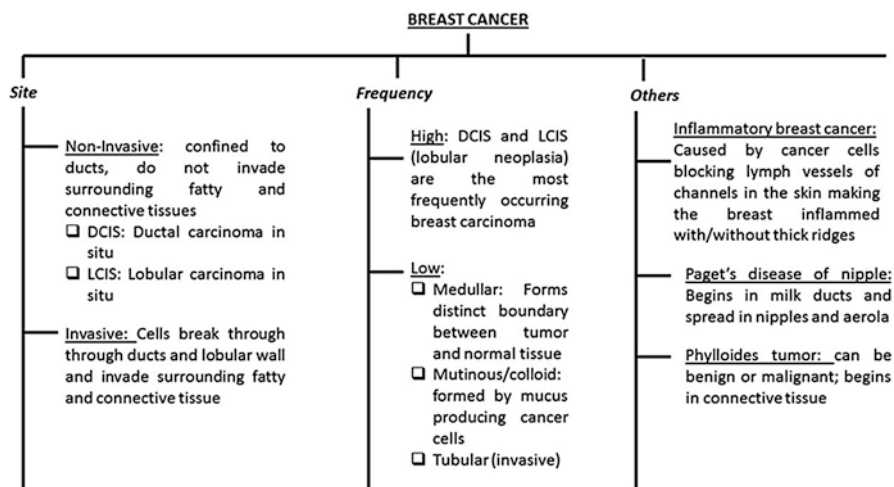 BREAST CANCER
Site
Non-Invasive: confined to
ducts, do not invade
surrounding fatty and
connective tissues
DCIS: Ductal carcinoma in
situ
LCIS: Lobular carcinoma in
situ
Invasive: Cells break through
through ducts and lobular wall
and invade surrounding fatty
and connective tissue
Frequency
High: DCIS and LCIS
(lobular neoplasia)
are the most
frequently occurring
breast carcinoma
Low:
Medullar: Forms
distinct boundary
between tumor
and normal tissue
Mutinous/colloid:
formed by mucus
producing cancer
cells
Tubular (invasive)
Others
Inflammatory breast cancer:
Caused by cancer cells
blocking lymph vessels of
channels in the skin making
the breast inflamed
with/without thick ridges
Paget's disease of nipple:
Begins in milk ducts and
spread in nipples and aerola
Phylloides tumor: can be
benign or malignant; begins
in connective tissue